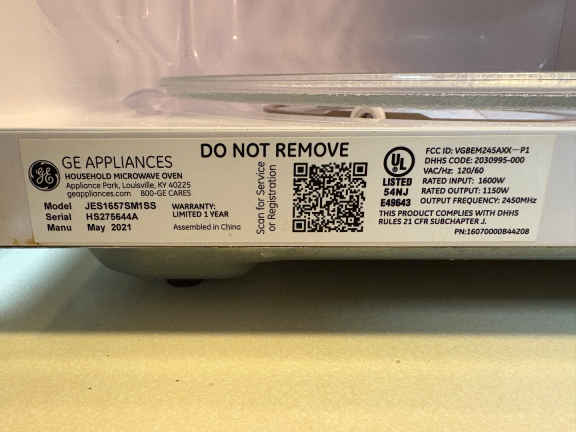 DO NOT REMOVE
GE APPLIANCES
HOUSEHOLD MICROWAVE OVEN
Appliance Park, Louisville, KY 40225
geappliances.com 800-GE CARES
Model JES1657SM1SS
Serial HS275644A
Manu May 2021
WARRANTY:
LIMITED 1 YEAR
Assembled in China
Scan for Service
or Registration
UL
LISTED
54NJ
E49643
FCC ID: VG8EM245AXX-P1
DHHS CODE: 2030995-000
VAC/Hz: 120/60
RATED INPUT: 1600W
RATED OUTPUT: 1150W
OUTPUT FREQUENCY: 2450MHz
THIS PRODUCT COMPLIES WITH DHHS
RULES 21 CFR SUBCHAPTER J.
PN:16070000B44208